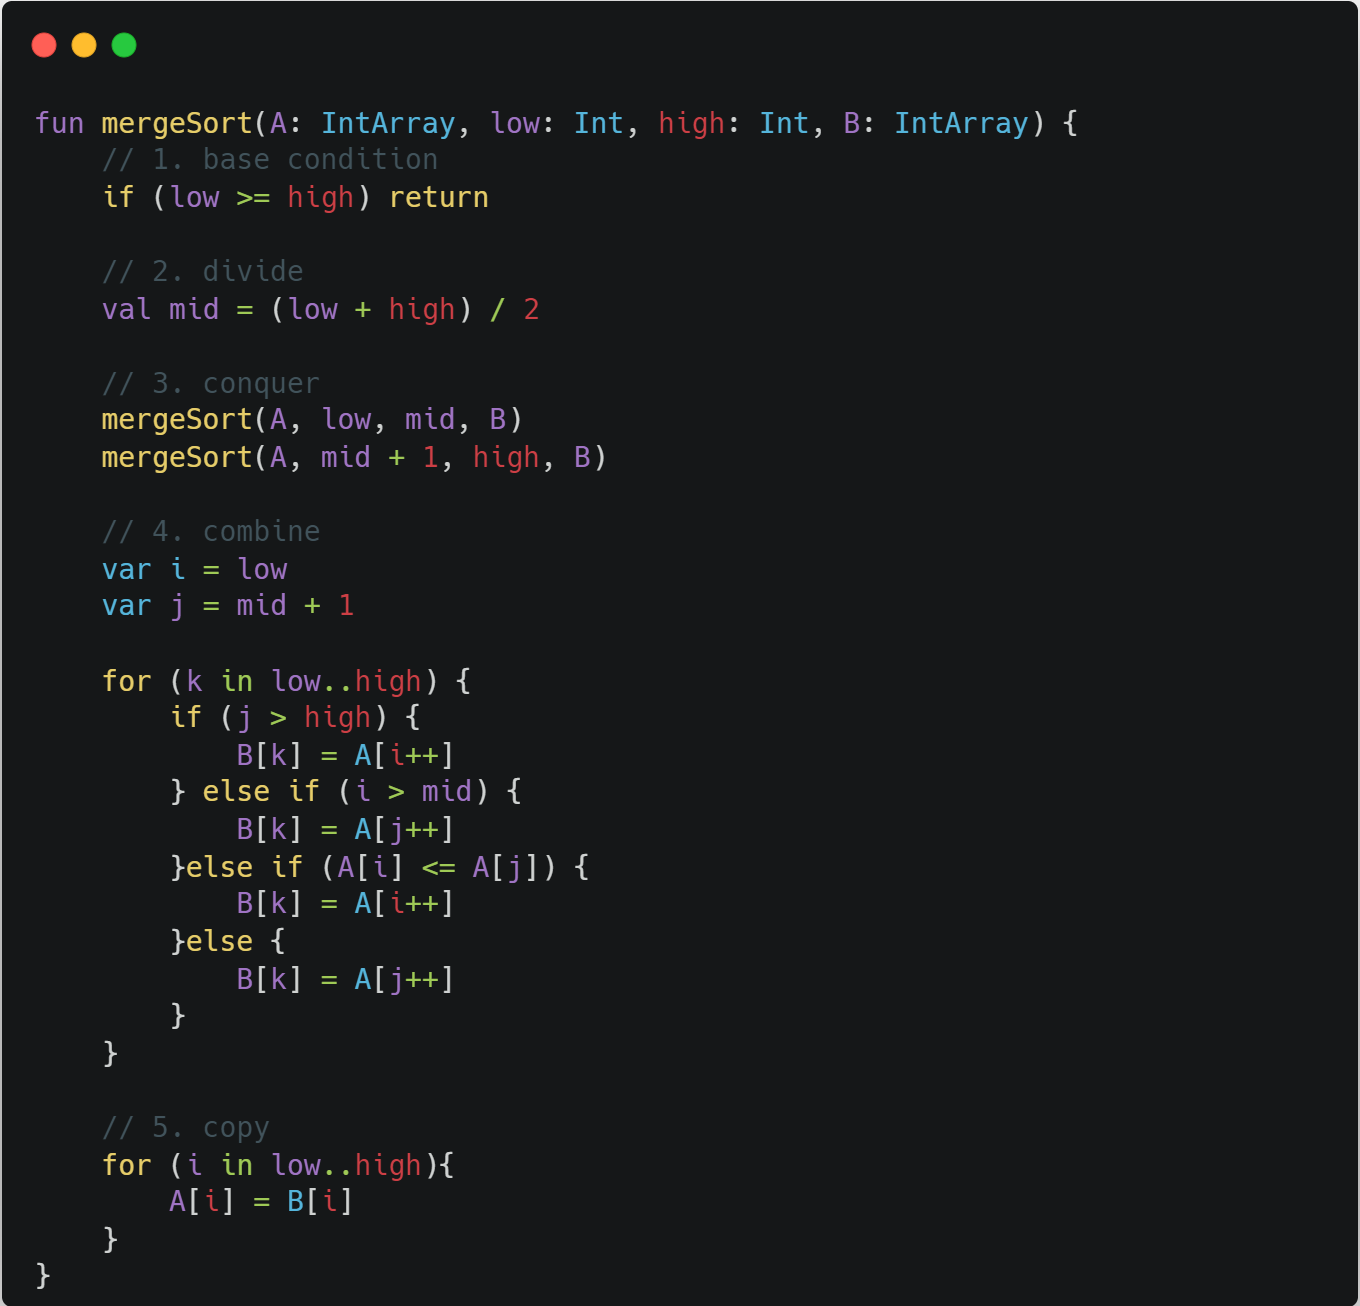 fun mergeSort(A: IntArray, low: Int, high: Int, B: IntArray) {
    // 1. base condition
    if (low >= high) return

    // 2. divide
    val mid = (low + high) / 2

    // 3. conquer
    mergeSort(A, low, mid, B)
    mergeSort(A, mid + 1, high, B)

    // 4. combine
    var i = low
    var j = mid + 1

    for (k in low..high) {
        if (j > high) {
            B[k] = A[i++]
        } else if (i > mid) {
            B[k] = A[j++]
        }else if (A[i] <= A[j]) {
            B[k] = A[i++]
        }else {
            B[k] = A[j++]
        }
    }

    // 5. copy
    for (i in low..high){
        A[i] = B[i]
    }
}